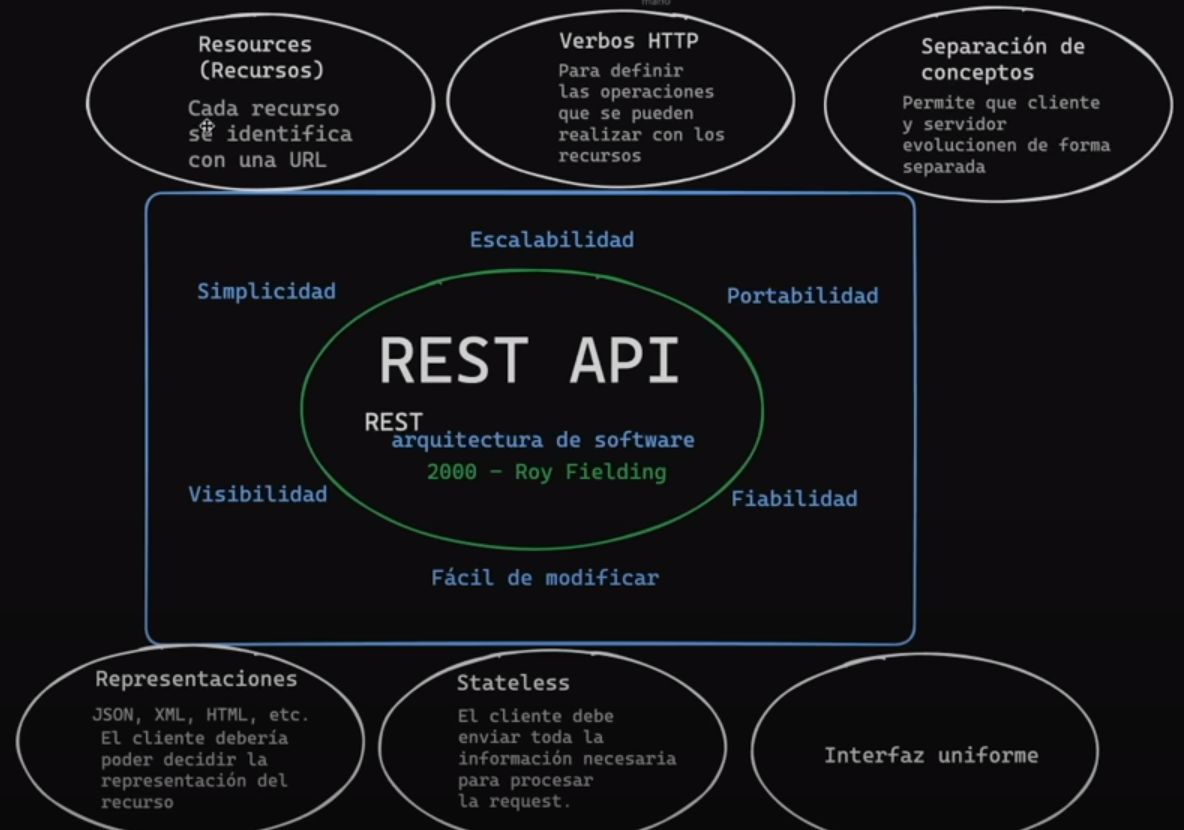 mano
Resources
(Recursos)
Cada recurso
se identifica
con una URL
Verbos HTTP
Para definir
las operaciones
que se pueden
realizar con los
recursos
Separación de
conceptos
Permite que cliente
y servidor
evolucionen de forma
separada
Escalabilidad
Simplicidad
Portabilidad
REST API
REST
arquitectura de software
2000 - Roy Fielding
Visibilidad
Fiabilidad
Fácil de modificar
Representaciones
JSON, XML, HTML, etc.
El cliente debería
poder decidir la
representación del
recurso
Stateless
El cliente debe
enviar toda la
información necesaria
para procesar
la request.
Interfaz uniforme